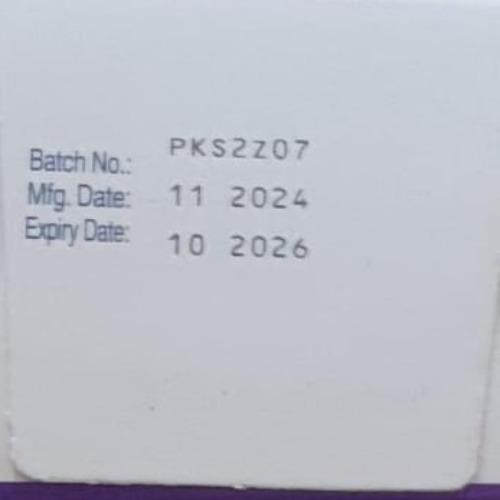 Batch No.: PKS2Z07
Mfg. Date: 11 2024
Expiry Date: 10 2026